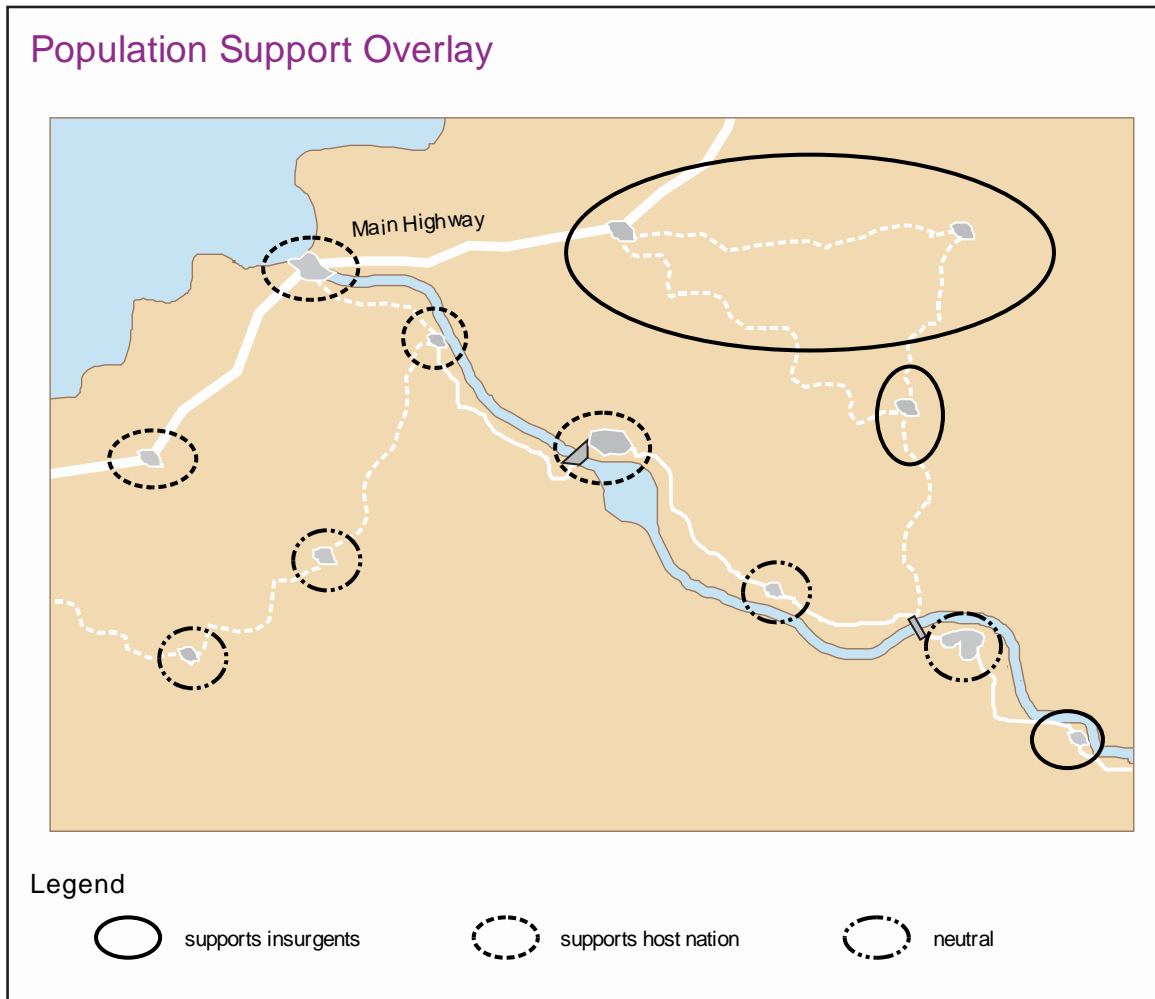 Population Support Overlay
Main Highway
Legend
supports insurgents
supports host nation
neutral